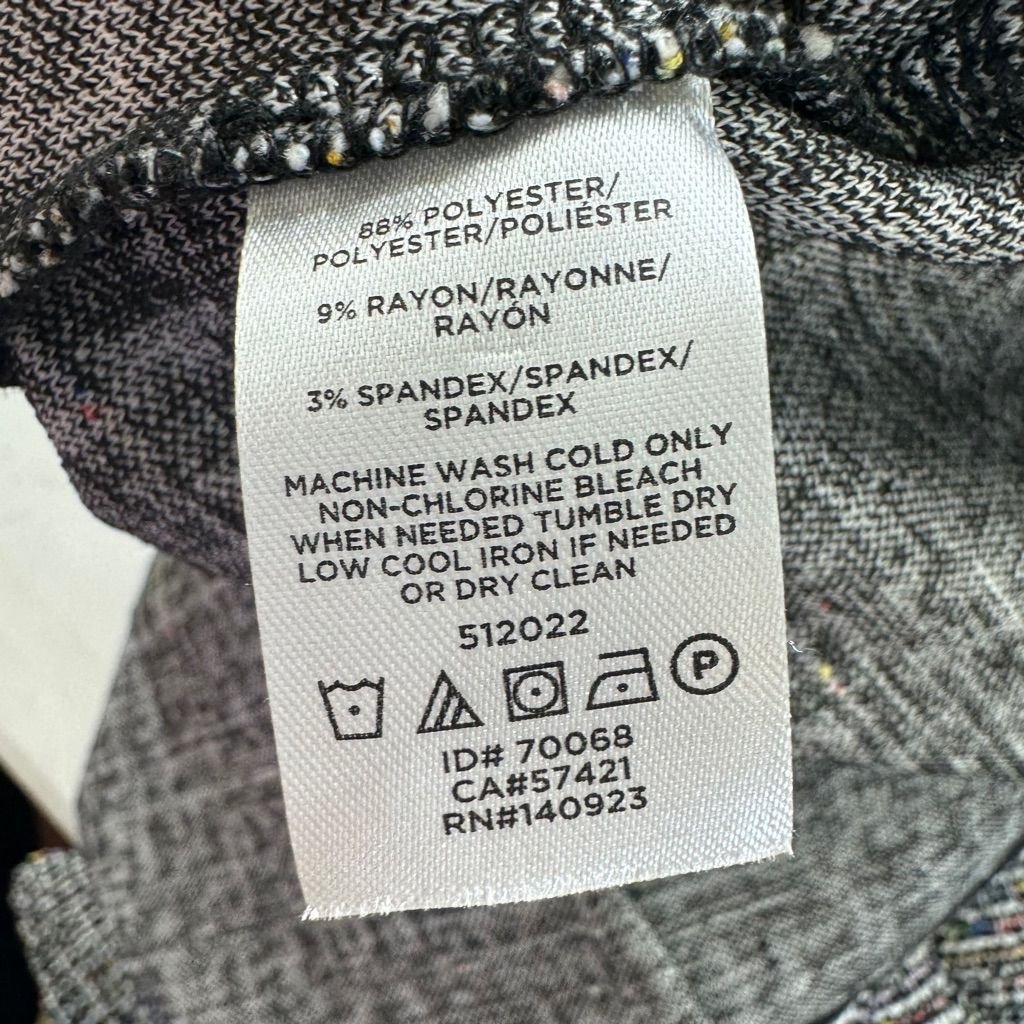 88% POLYESTER/
POLYESTER/POLIÉSTER
9% RAYON/RAYONNE/
RAYÓN
3% SPANDEX/SPANDEX/
SPANDEX
MACHINE WASH COLD ONLY
NON-CHLORINE BLEACH
WHEN NEEDED TUMBLE DRY
LOW COOL IRON IF NEEDED
OR DRY CLEAN
512022
P
ID# 70068
CA#57421
RN#140923